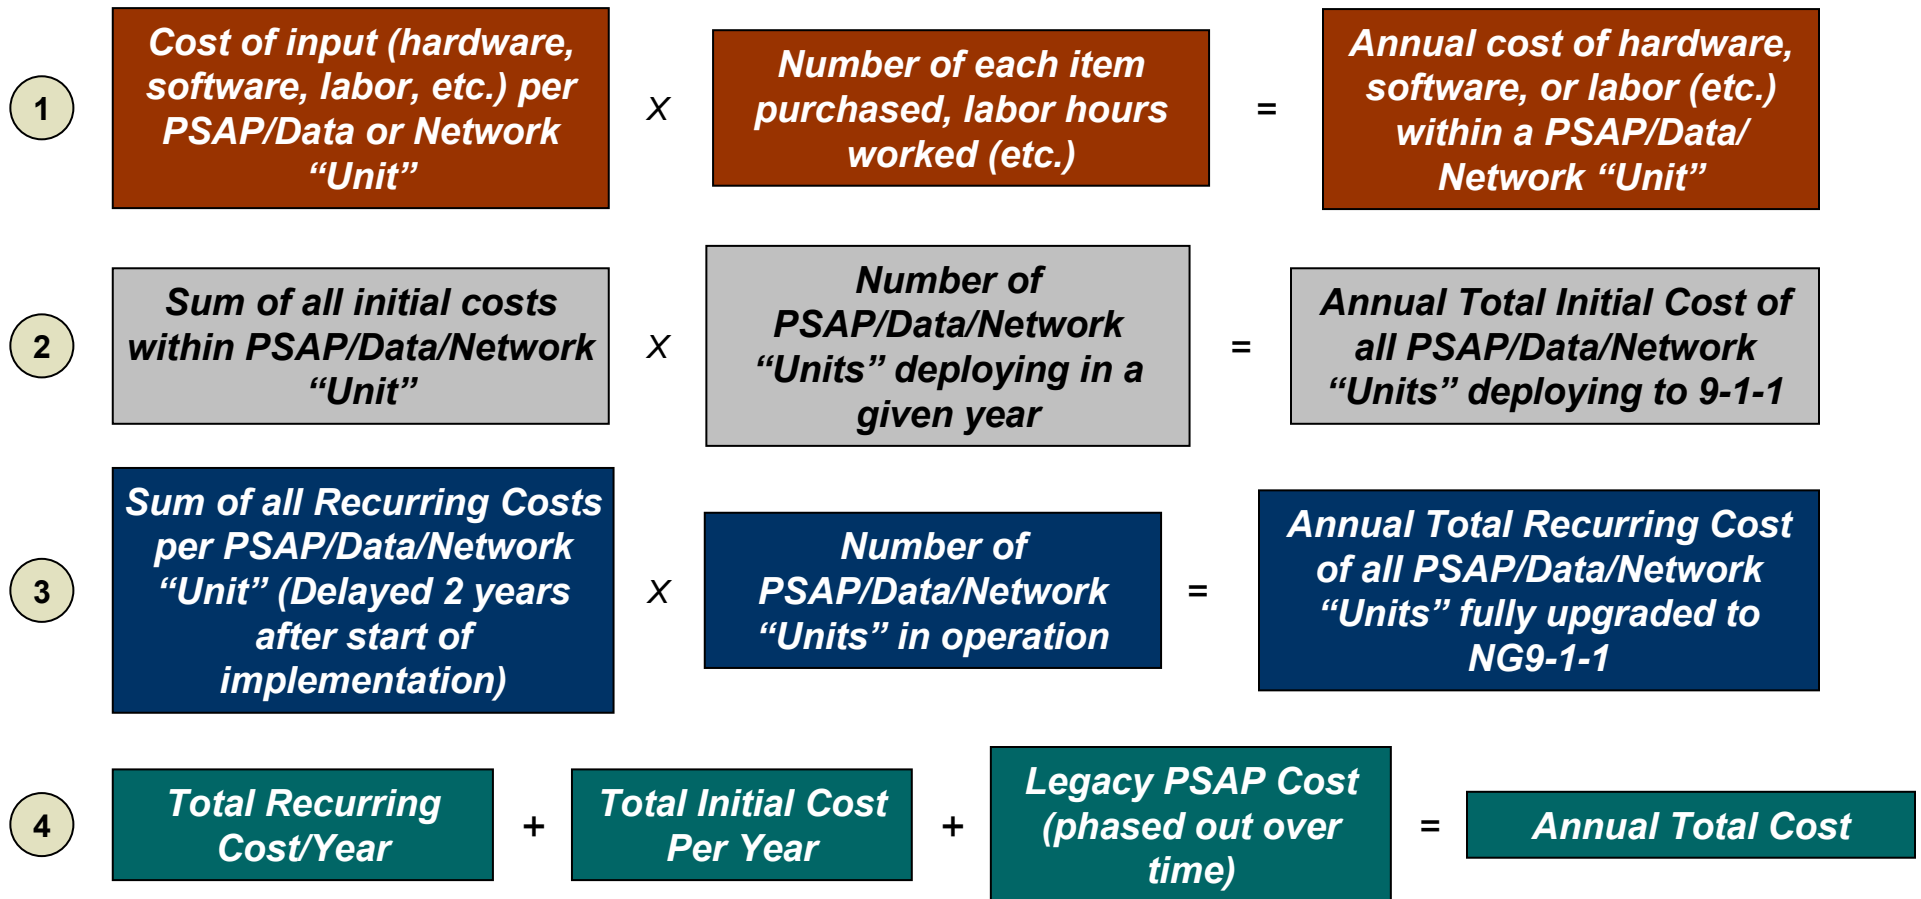 1
Cost of input (hardware,
software, labor, etc.) per
PSAP/Data or Network
“Unit”
X
Number of each item
purchased, labor hours
worked (etc.)
=
Annual cost of hardware,
software, or labor (etc.)
within a PSAP/Data/
Network “Unit”
2
Sum of all initial costs
within PSAP/Data/Network
“Unit”
X
Number of
PSAP/Data/Network
“Units” deploying in a
given year
=
Annual Total Initial Cost of
all PSAP/Data/Network
“Units” deploying to 9-1-1
3
Sum of all Recurring Costs
per PSAP/Data/Network
“Unit” (Delayed 2 years
after start of
implementation)
X
Number of
PSAP/Data/Network
“Units” in operation
=
Annual Total Recurring Cost
of all PSAP/Data/Network
“Units” fully upgraded to
NG9-1-1
4
Total Recurring
Cost/Year
+
Total Initial Cost
Per Year
+
Legacy PSAP Cost
(phased out over
time)
=
Annual Total Cost